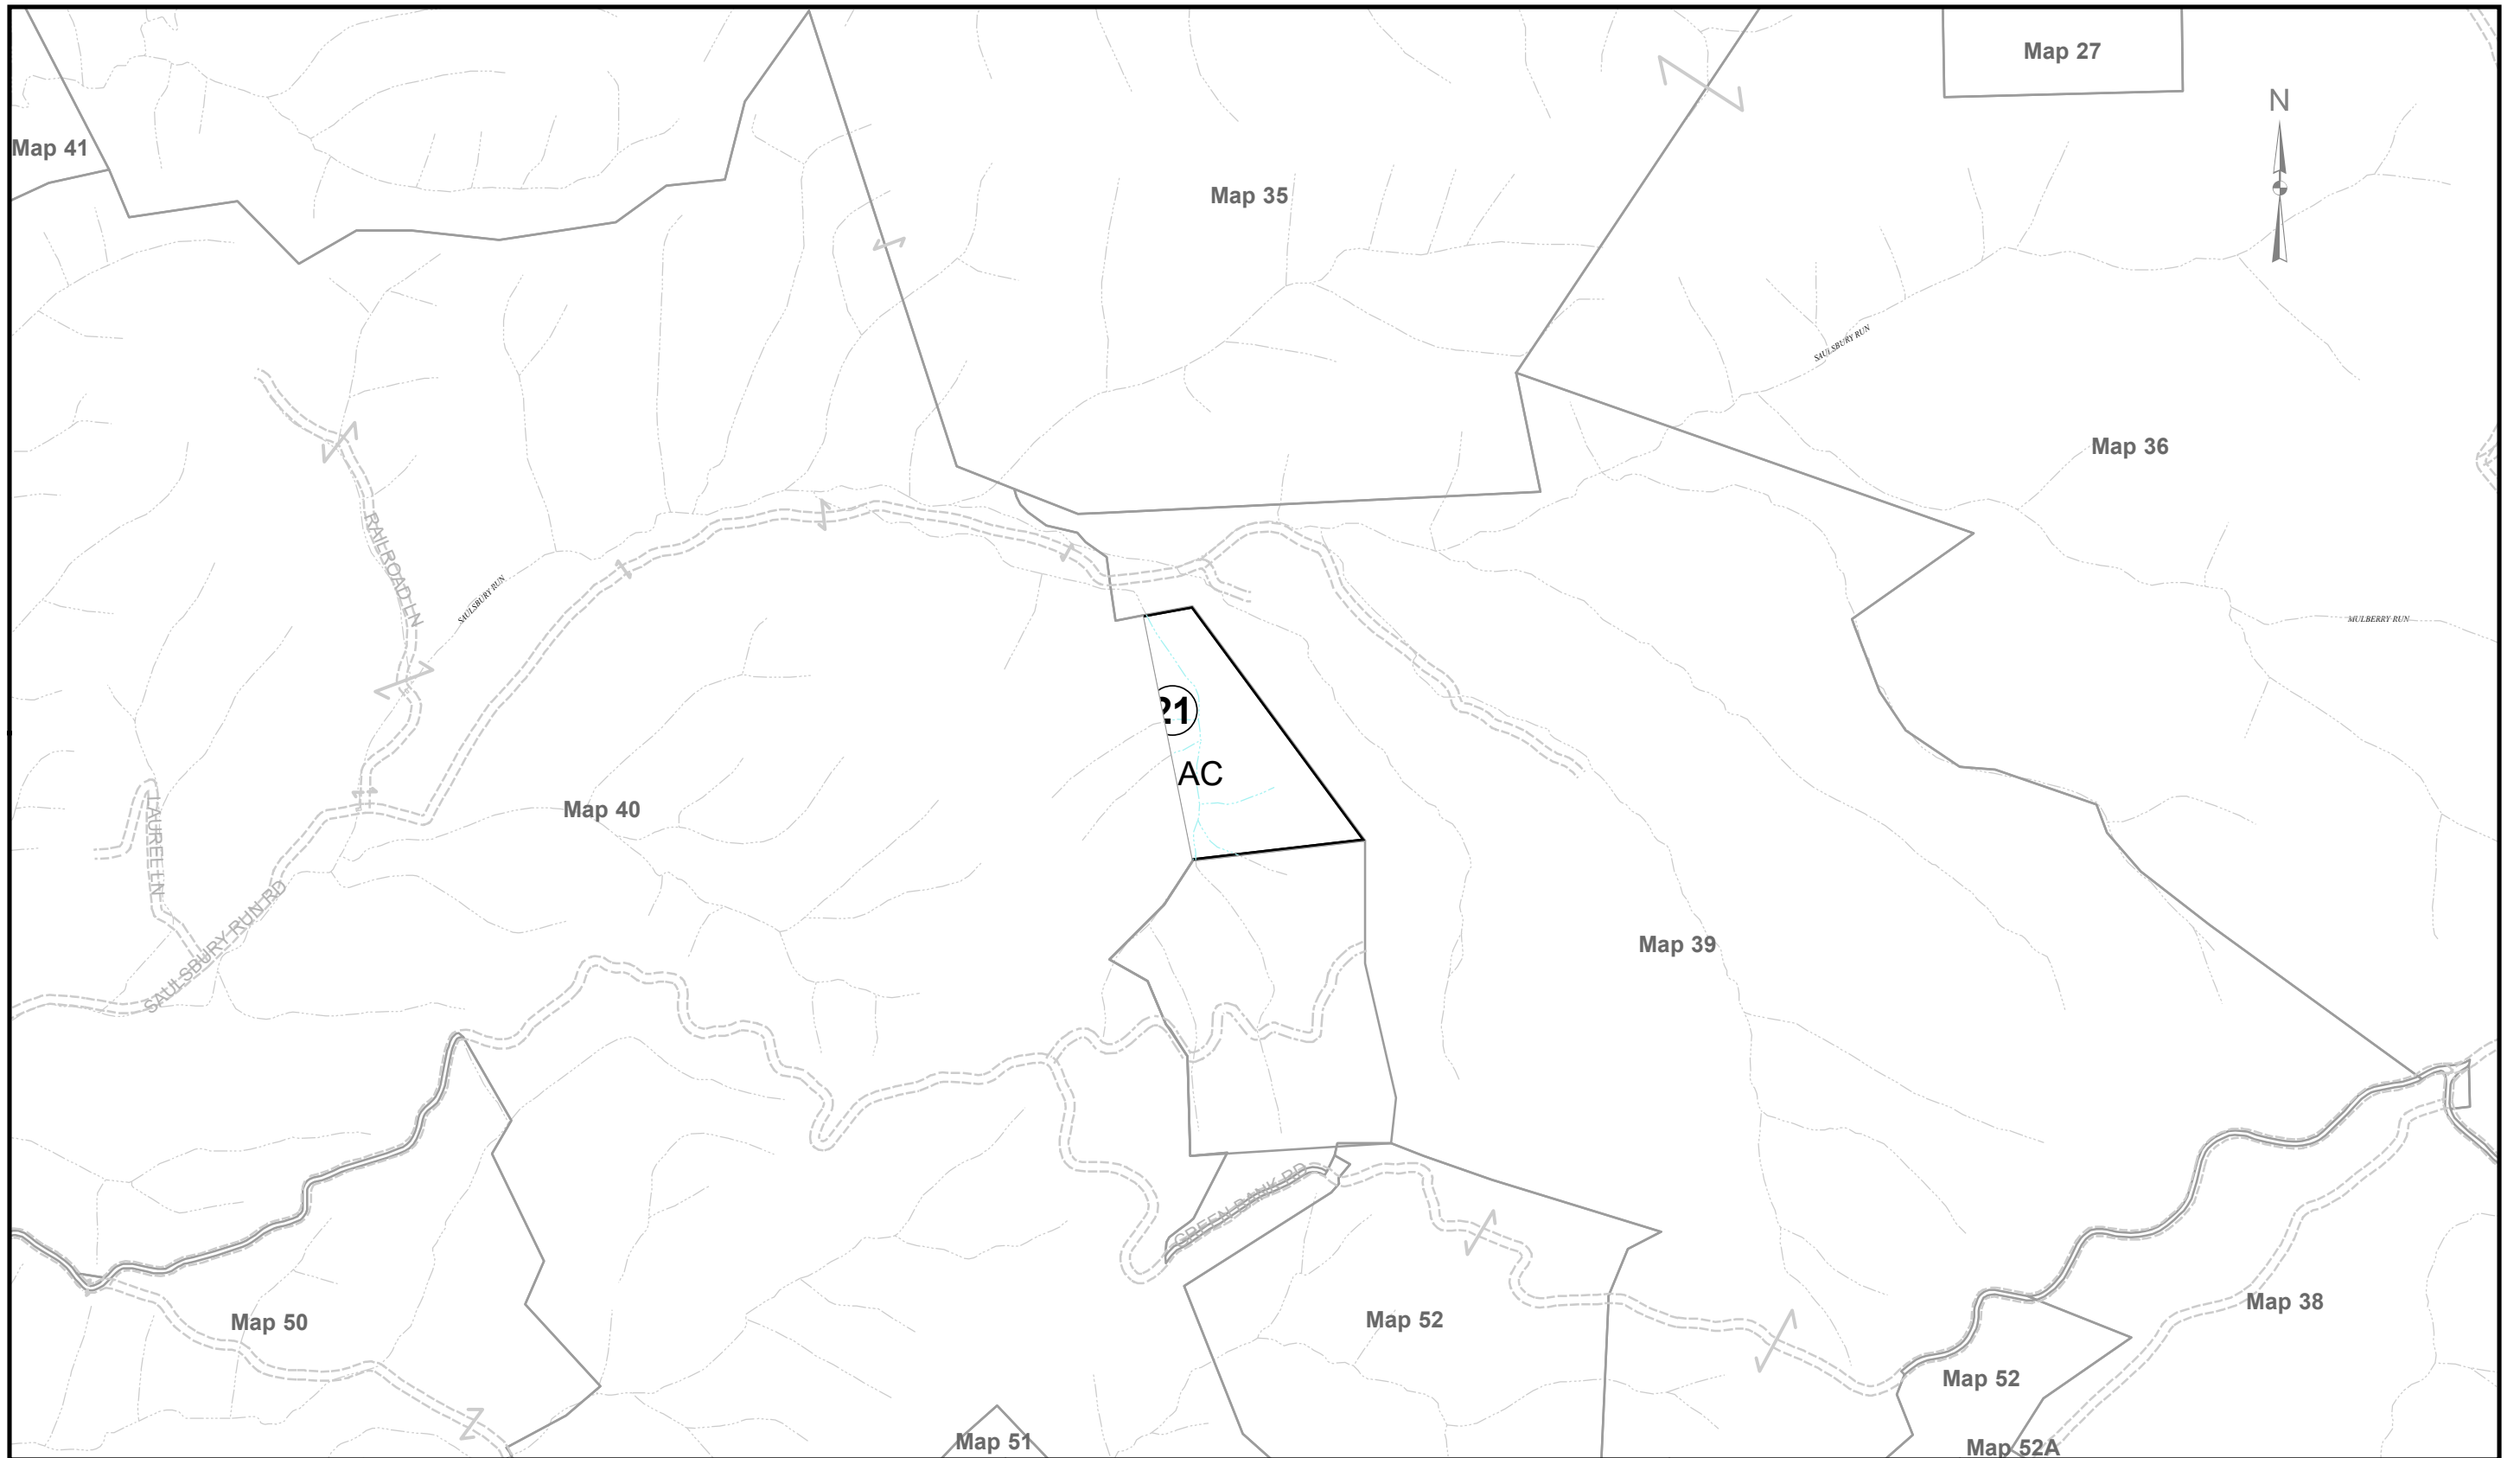 Map 27
N
Map 41
Map 35
SAULSBURY RUN
Map 36
RAILROAD LN
SAULSBURY RUN
MULBERRY RUN
21
AC
Map 40
LAUREEN LN
SAULSBURY RUN RD
Map 39
GREEN BANK RD
Map 50
Map 52
Map 38
Map 52
Map 51
Map 52A